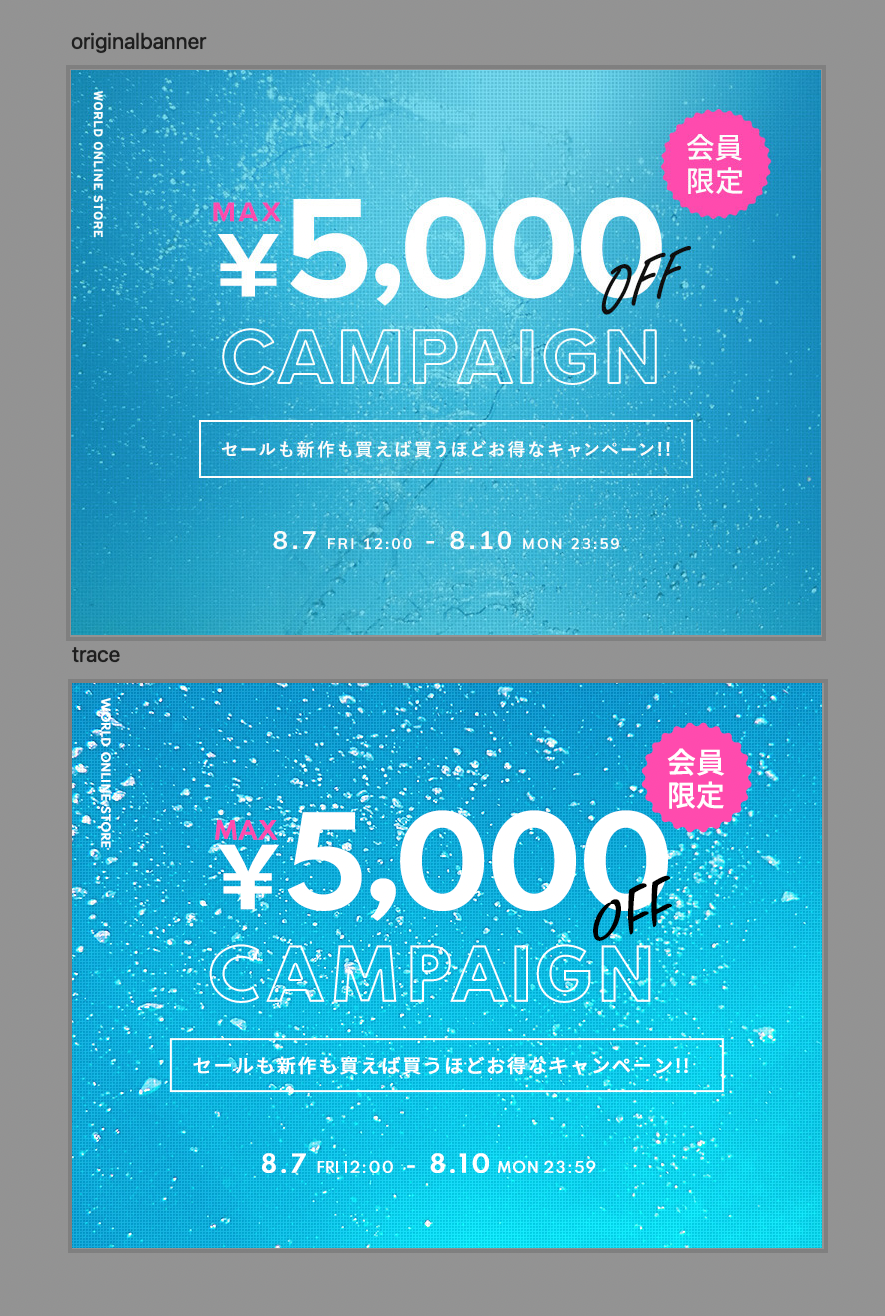 originalbanner
WORLD ONLINE STORE
会員
限定
MAX
¥5,000
OFF
CAMPAIGN
セールも新作も買えば買うほどお得なキャンペーン!!
8.7 FRI 12:00 - 8.10 MON 23:59
trace
WORLD ONLINE STORE
会員
限定
MAX
¥5,000
OFF
CAMPAIGN
セールも新作も買えば買うほどお得なキャンペーン!!
8.7 FRI 12:00 - 8.10 MON 23:59